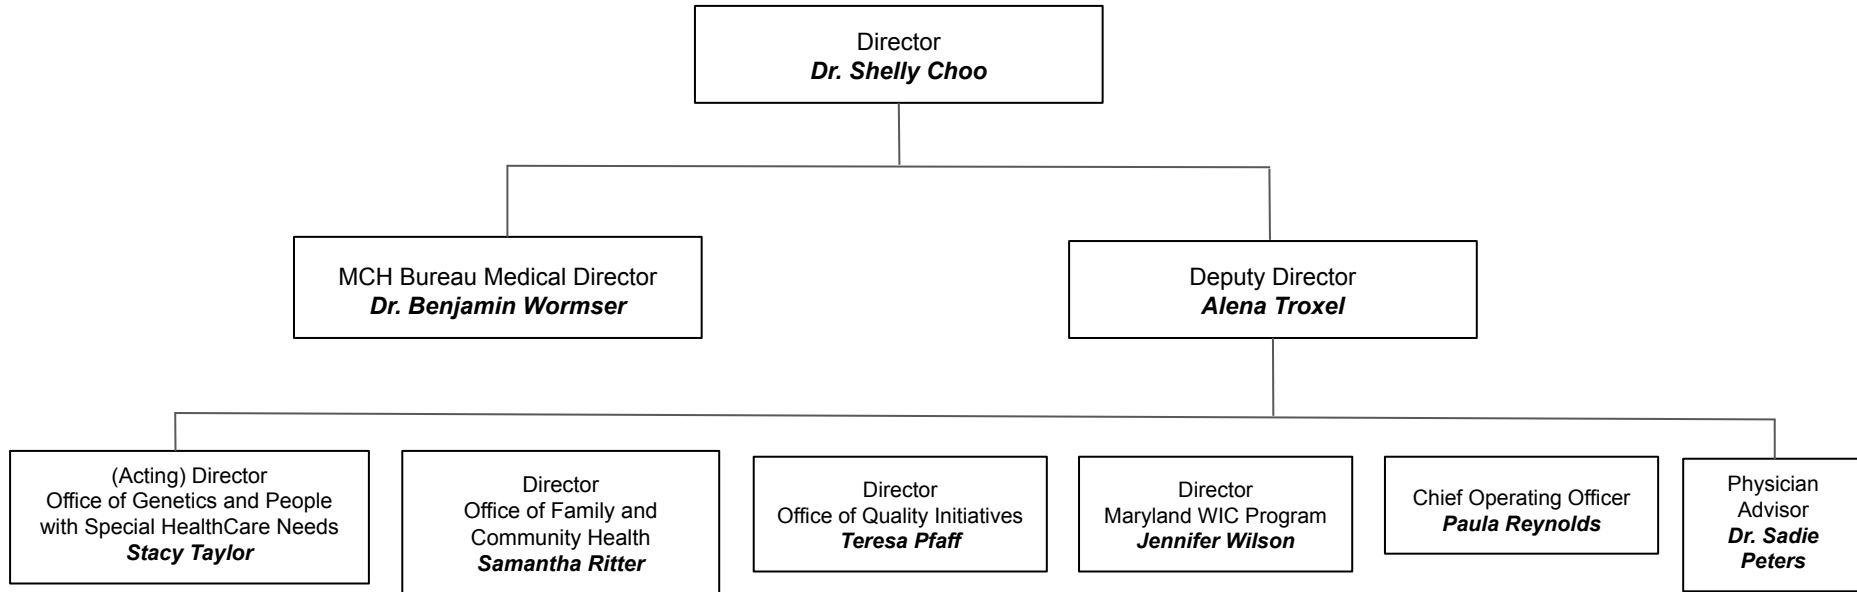 Director
Dr. Shelly Choo
MCH Bureau Medical Director
Dr. Benjamin Wormser
Deputy Director
Alena Troxel
(Acting) Director
Office of Genetics and People
with Special HealthCare Needs
Stacy Taylor
Director
Office of Family and
Community Health
Samantha Ritter
Director
Office of Quality Initiatives
Teresa Pfaff
Director
Maryland WIC Program
Jennifer Wilson
Chief Operating Officer
Paula Reynolds
Physician
Advisor
Dr. Sadie
Peters